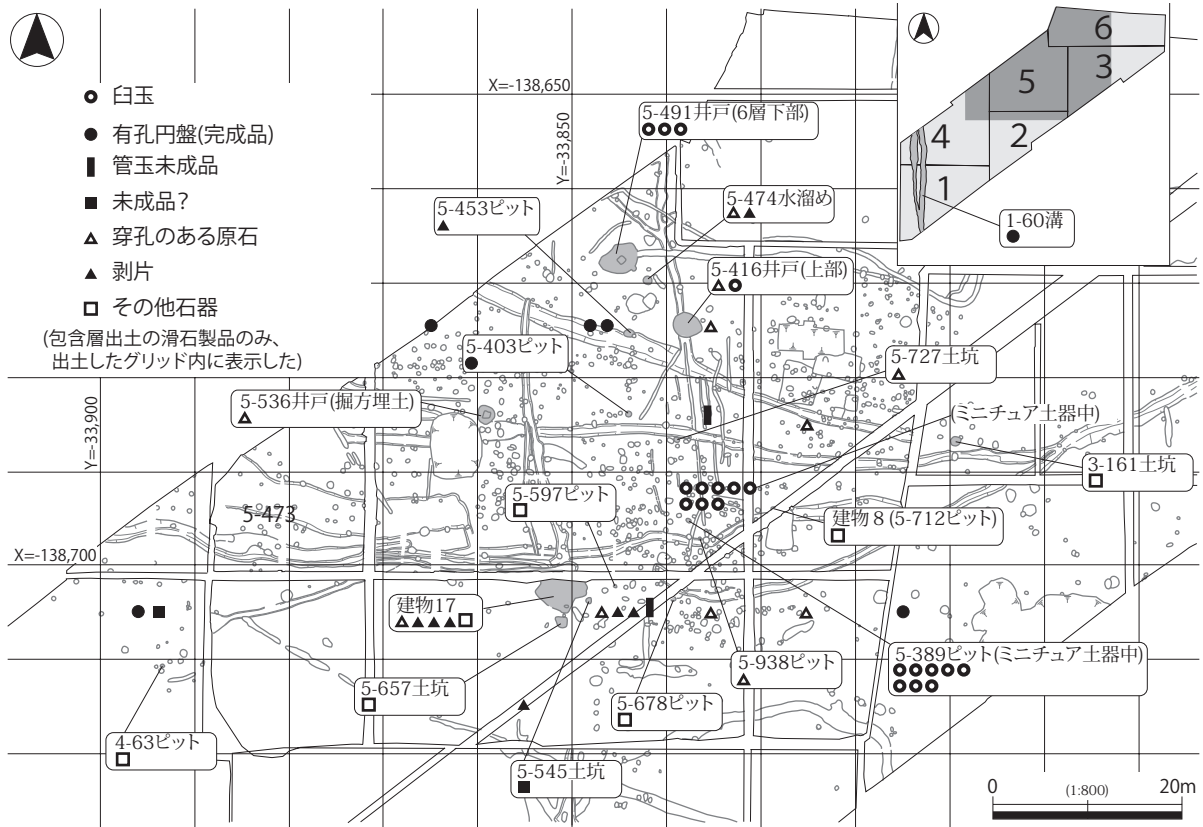 臼玉
有孔円盤(完成品)
管玉未成品
未成品?
穿孔のある原石
剥片
その他石器
(包含層出土の滑石製品のみ、
出土したグリッド内に表示した)
X=-138,650
Y=-33,850
5-491井戸(6層下部)
5-474水溜め
5-453ピット
5-416井戸(上部)
5-403ピット
5-727土坑
5-536井戸(掘方埋土)
(ミニチュア土器中)
Y=-33,900
3-161土坑
5-597ピット
建物8(5-712ピット)
5-473
X=-138,700
建物17
5-938ピット
5-389ピット(ミニチュア土器中)
5-657土坑
5-678ピット
4-63ピット
5-545土坑
6
5
3
4
2
1
1-60溝
0
(1:800)
20m